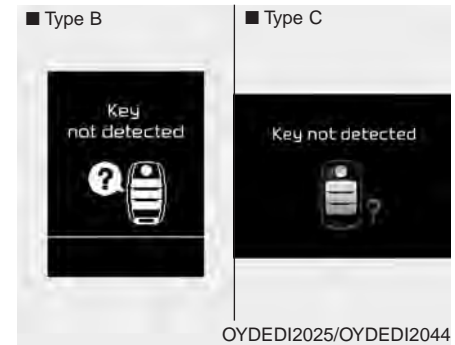 ■ Type B
Key
not detected
?
■ Type C
Key not detected
?
OYDEDI2025/OYDEDI2044